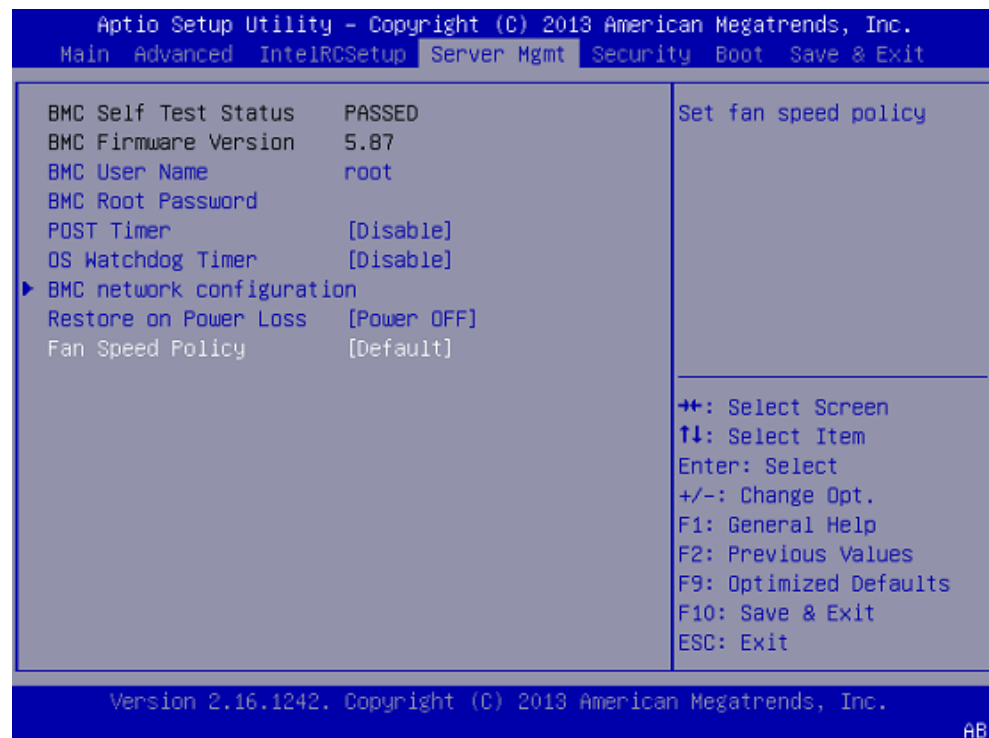 Aptio Setup Utility – Copyright (C) 2013 American Megatrends, Inc.
Main Advanced IntelRCSetup Server Mgmt Security Boot Save & Exit
BMC Self Test Status PASSED
BMC Firmware Version 5.87
BMC User Name root
BMC Root Password
POST Timer [Disable]
OS Watchdog Timer [Disable]
BMC network configuration
Restore on Power Loss [Power OFF]
Fan Speed Policy [Default]
Set fan speed policy
→←: Select Screen
↑↓: Select Item
Enter: Select
+/-: Change Opt.
F1: General Help
F2: Previous Values
F9: Optimized Defaults
F10: Save & Exit
ESC: Exit
Version 2.16.1242. Copyright (C) 2013 American Megatrends, Inc.
AB